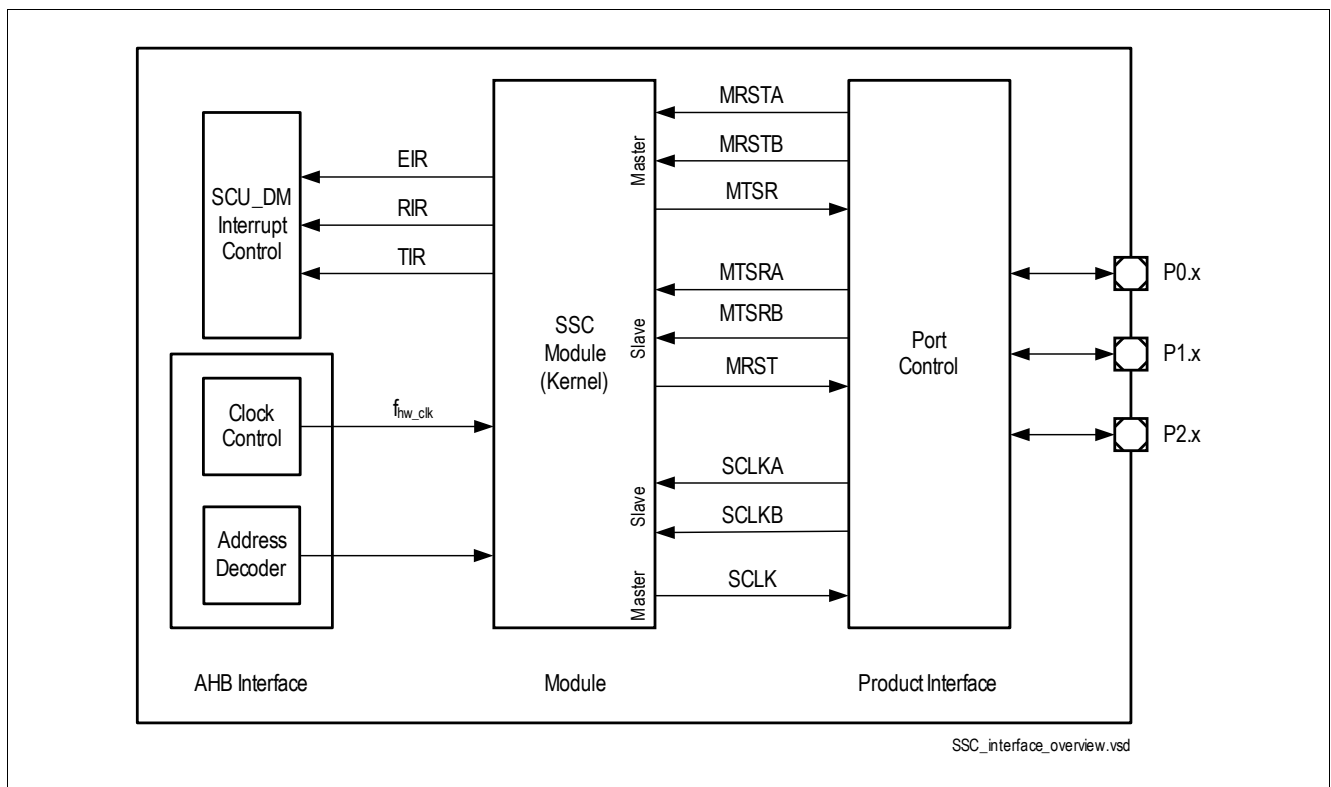 SCU_DM
Interrupt
Control
EIR
RIR
TIR
Clock
Control
Address
Decoder
fhw_clk
SSC
Module
(Kernel)
Master
Slave
Slave
Master
MRSTA
MRSTB
MTSR
MTSRA
MTSRB
MRST
SCLKA
SCLKB
SCLK
Port
Control
P0.x
P1.x
P2.x
AHB Interface
Module
Product Interface
SSC_interface_overview.vsd